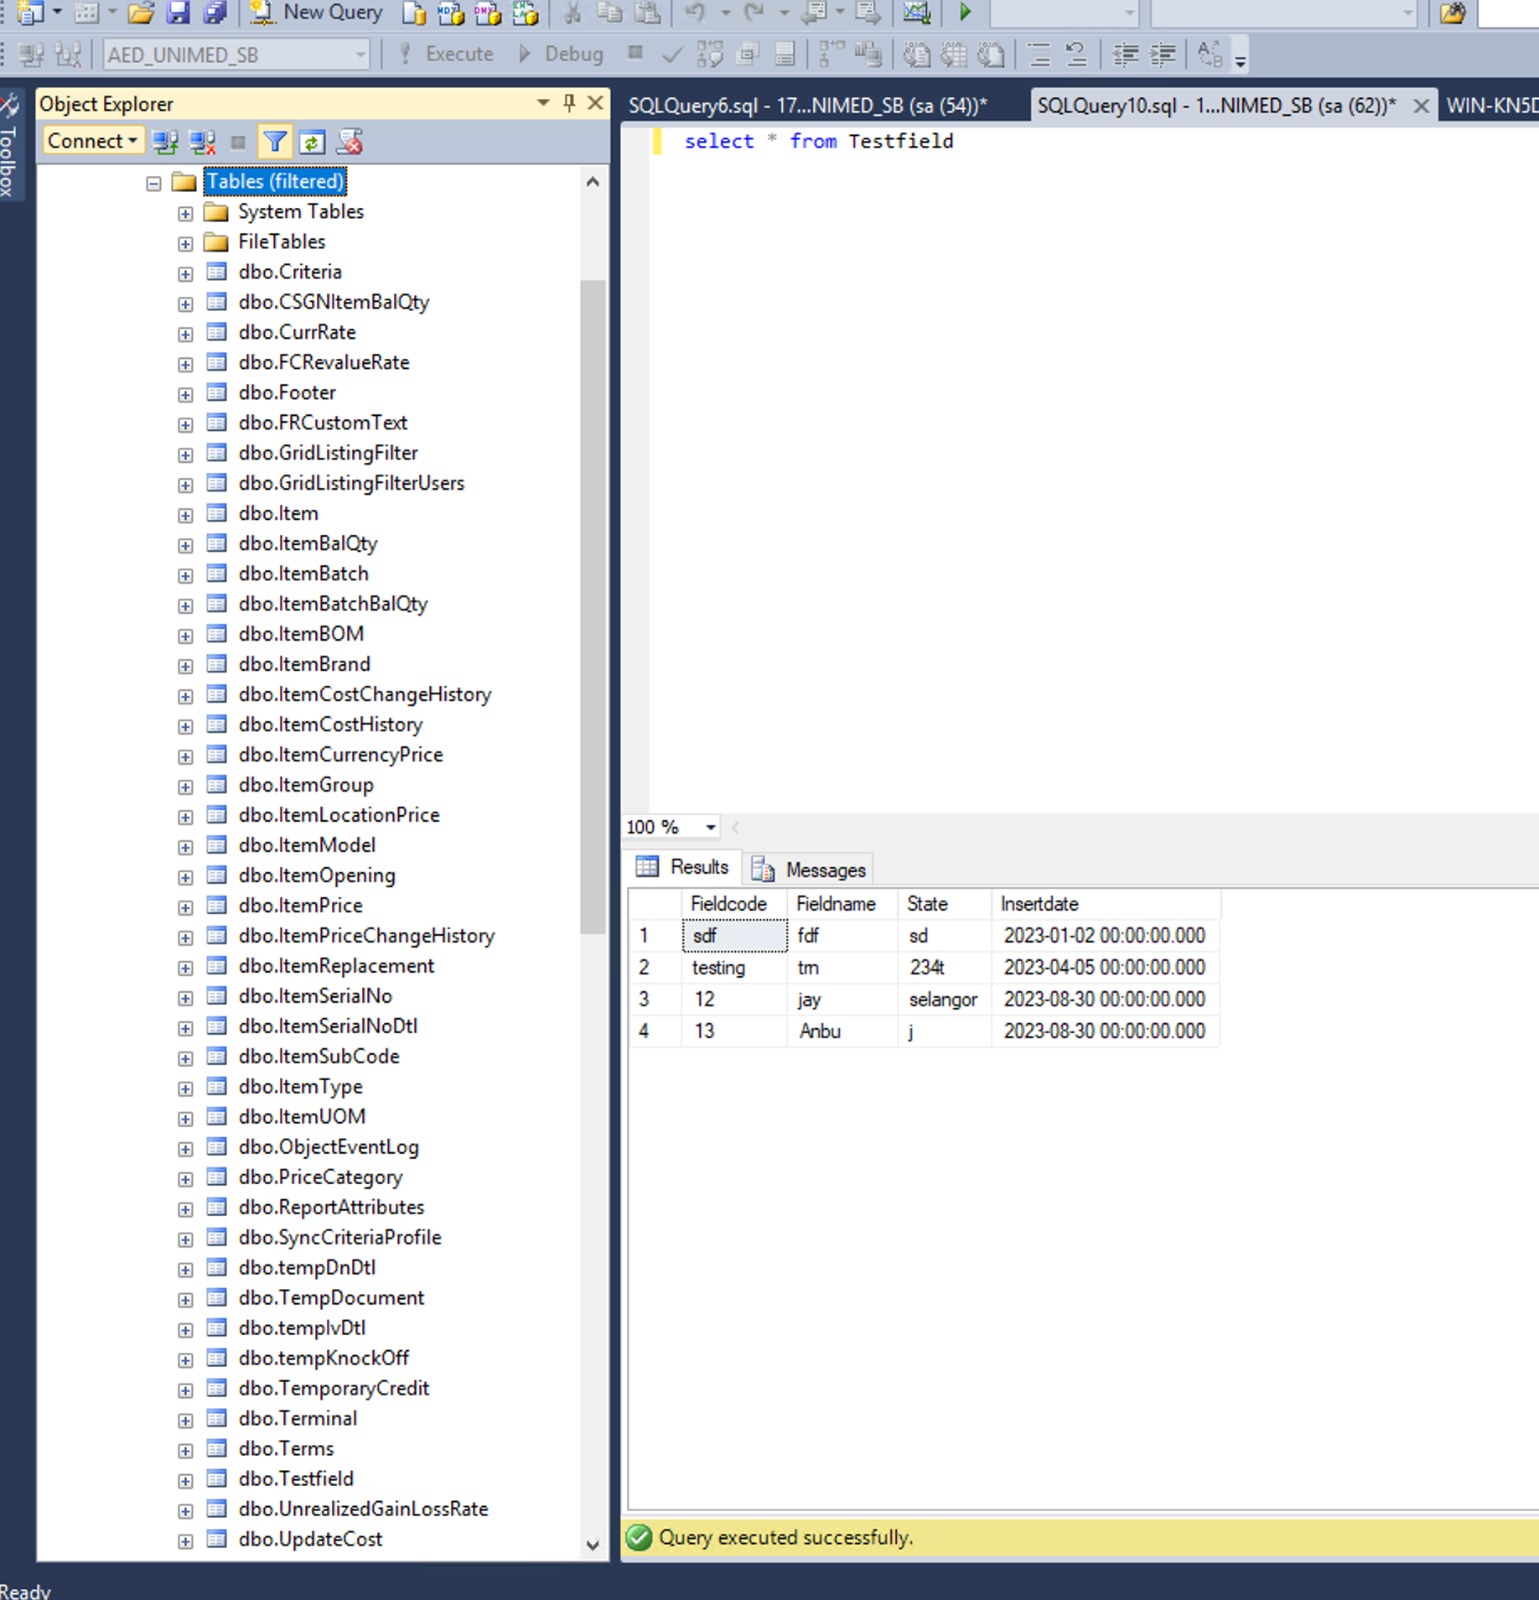 New Query
AED_UNIMED_SB
Execute
Debug
Toolbox
Object Explorer
Connect
Tables (filtered)
System Tables
FileTables
dbo.Criteria
dbo.CSGNItemBalQty
dbo.CurrRate
dbo.FCRevalueRate
dbo.Footer
dbo.FRCustomText
dbo.GridListingFilter
dbo.GridListingFilterUsers
dbo.Item
dbo.ItemBalQty
dbo.ItemBatch
dbo.ItemBatchBalQty
dbo.ItemBOM
dbo.ItemBrand
dbo.ItemCostChangeHistory
dbo.ItemCostHistory
dbo.ItemCurrencyPrice
dbo.ItemGroup
dbo.ItemLocationPrice
dbo.ItemModel
dbo.ItemOpening
dbo.ItemPrice
dbo.ItemPriceChangeHistory
dbo.ItemReplacement
dbo.ItemSerialNo
dbo.ItemSerialNoDtl
dbo.ItemSubCode
dbo.ItemType
dbo.ItemUOM
dbo.ObjectEventLog
dbo.PriceCategory
dbo.ReportAttributes
dbo.SyncCriteriaProfile
dbo.tempDnDtl
dbo.TempDocument
dbo.tempIvDtl
dbo.tempKnockOff
dbo.TemporaryCredit
dbo.Terminal
dbo.Terms
dbo.Testfield
dbo.UnrealizedGainLossRate
dbo.UpdateCost
SQLQuery6.sql - 17...NIMED_SB (sa (54))*
SQLQuery10.sql - 1...NIMED_SB (sa (62))*
WIN-KN5D
select * from Testfield
100 %
Results
Messages
Fieldcode Fieldname State Insertdate
1 sdf fdf sd 2023-01-02 00:00:00.000
2 testing trn 234t 2023-04-05 00:00:00.000
3 12 jay selangor 2023-08-30 00:00:00.000
4 13 Anbu j 2023-08-30 00:00:00.000
Query executed successfully.
Ready